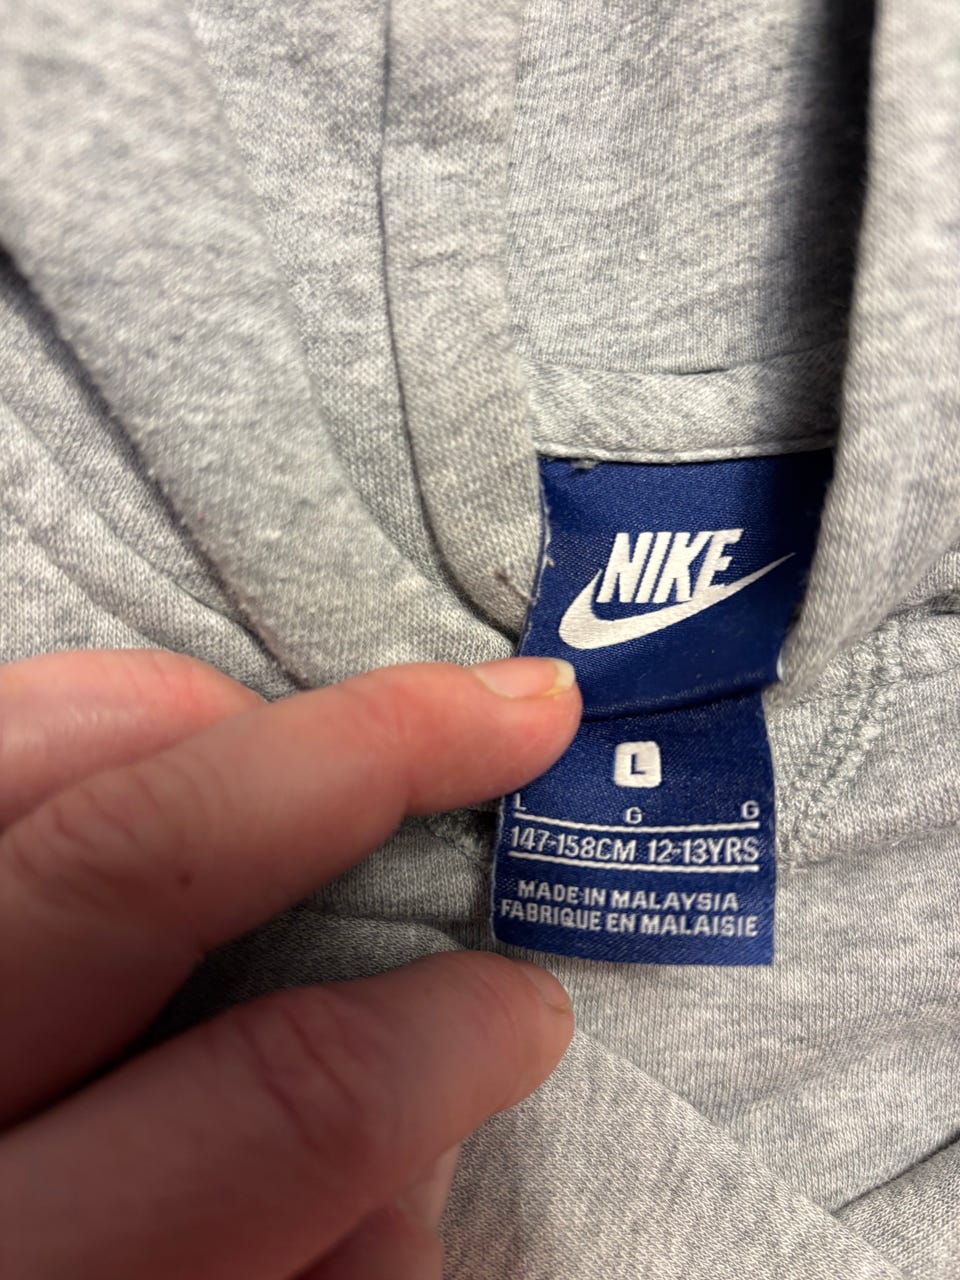 NIKE
L
L G G
147-158CM 12-13YRS
MADE IN MALAYSIA
FABRIQUE EN MALAISIE